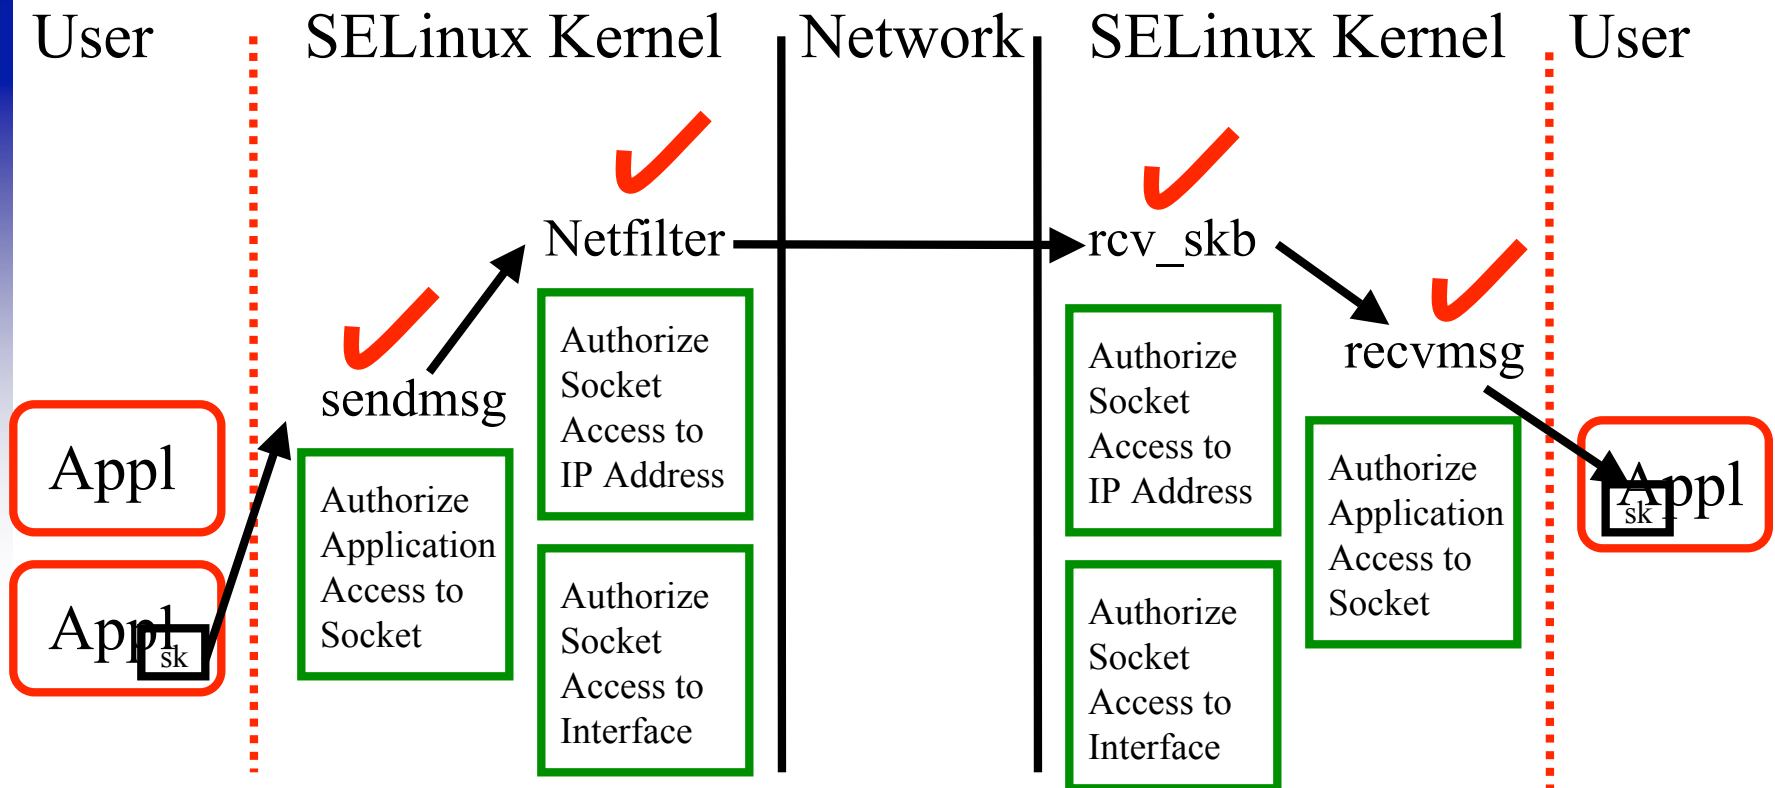 User
SELinux Kernel
Network
SELinux Kernel
User
Netfilter
rcv_skb
sendmsg
recvmsg
Appl
Appl
sk
Authorize
Application
Access to
Socket
Authorize
Socket
Access to
IP Address
Authorize
Socket
Access to
Interface
Authorize
Socket
Access to
IP Address
Authorize
Socket
Access to
Interface
Authorize
Application
Access to
Socket
Appl
sk